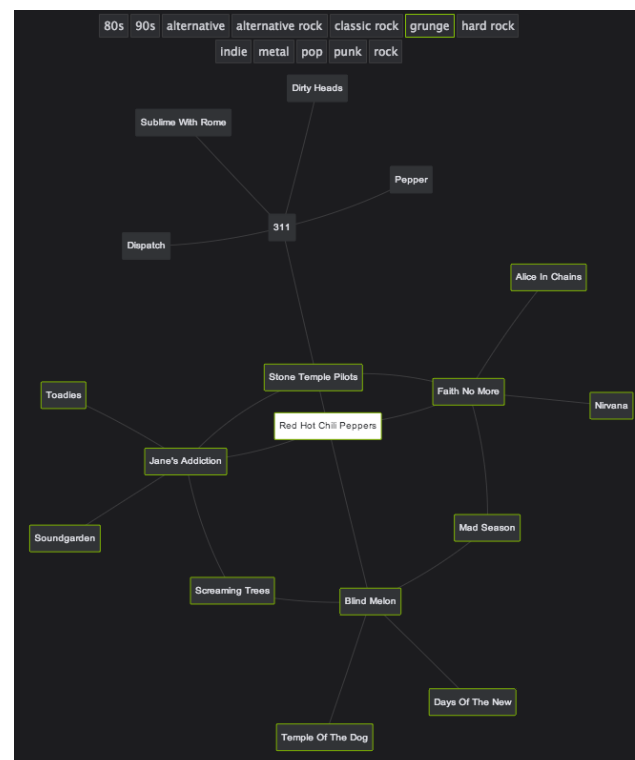 80s 90s alternative alternative rock classic rock grunge hard rock
indie metal pop punk rock
Dirty Heads
Sublime With Rome
Pepper
311
Dispatch
Alice In Chains
Stone Temple Pilots
Faith No More
Toadies
Nirvana
Red Hot Chili Peppers
Jane's Addiction
Mad Season
Soundgarden
Screaming Trees
Blind Melon
Days Of The New
Temple Of The Dog